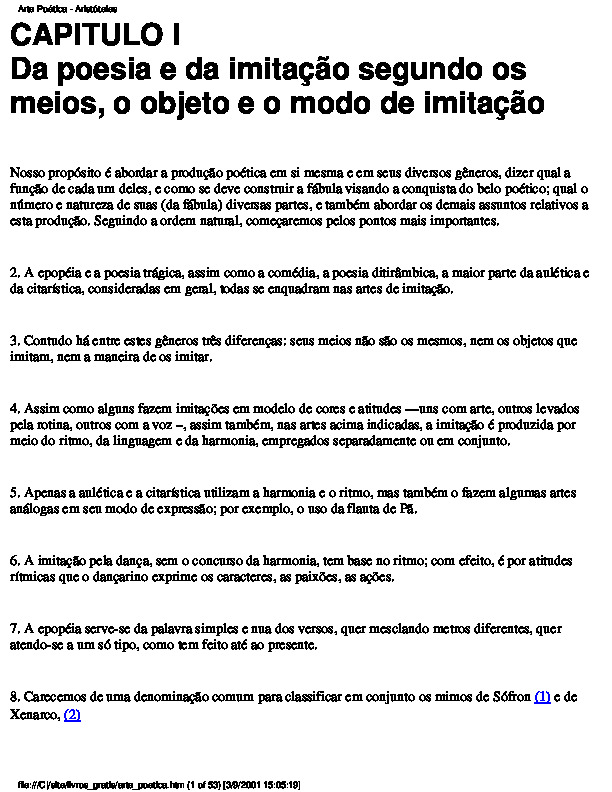 Arte Poética - Aristóteles
CAPITULO I
Da poesia e da imitação segundo os
meios, o objeto e o modo de imitação
Nosso propósito é abordar a produção poética em si mesma e em seus diversos gêneros, dizer qual a
função de cada um deles, e como se deve construir a fábula visando a conquista do belo poético; qual o
número e natureza de suas (da fábula) diversas partes, e também abordar os demais assuntos relativos a
esta produção. Seguindo a ordem natural, começaremos pelos pontos mais importantes.
2. A epopéia e a poesia trágica, assim como a comédia, a poesia ditirâmbica, a maior parte da aulética e
da citarística, consideradas em geral, todas se enquadram nas artes de imitação.
3. Contudo há entre estes gêneros três diferenças: seus meios não são os mesmos, nem os objetos que
imitam, nem a maneira de os imitar.
4. Assim como alguns fazem imitações em modelo de cores e atitudes —uns com arte, outros levados
pela rotina, outros com a voz –, assim também, nas artes acima indicadas, a imitação é produzida por
meio do ritmo, da linguagem e da harmonia, empregados separadamente ou em conjunto.
5. Apenas a aulética e a citarística utilizam a harmonia e o ritmo, mas também o fazem algumas artes
análogas em seu modo de expressão; por exemplo, o uso da flauta de Pã.
6. A imitação pela dança, sem o concurso da harmonia, tem base no ritmo; com efeito, é por atitudes
rítmicas que o dançarino exprime os caracteres, as paixões, as ações.
7. A epopéia serve-se da palavra simples e nua dos versos, quer mesclando metros diferentes, quer
atendo-se a um só tipo, como tem feito até ao presente.
8. Carecemos de uma denominação comum para classificar em conjunto os mimos de Sófron (1) e de
Xenarco, (2)
file:///C|/site/livros_gratis/arte_poetica.htm (1 of 53) [3/9/2001 15:05:19]